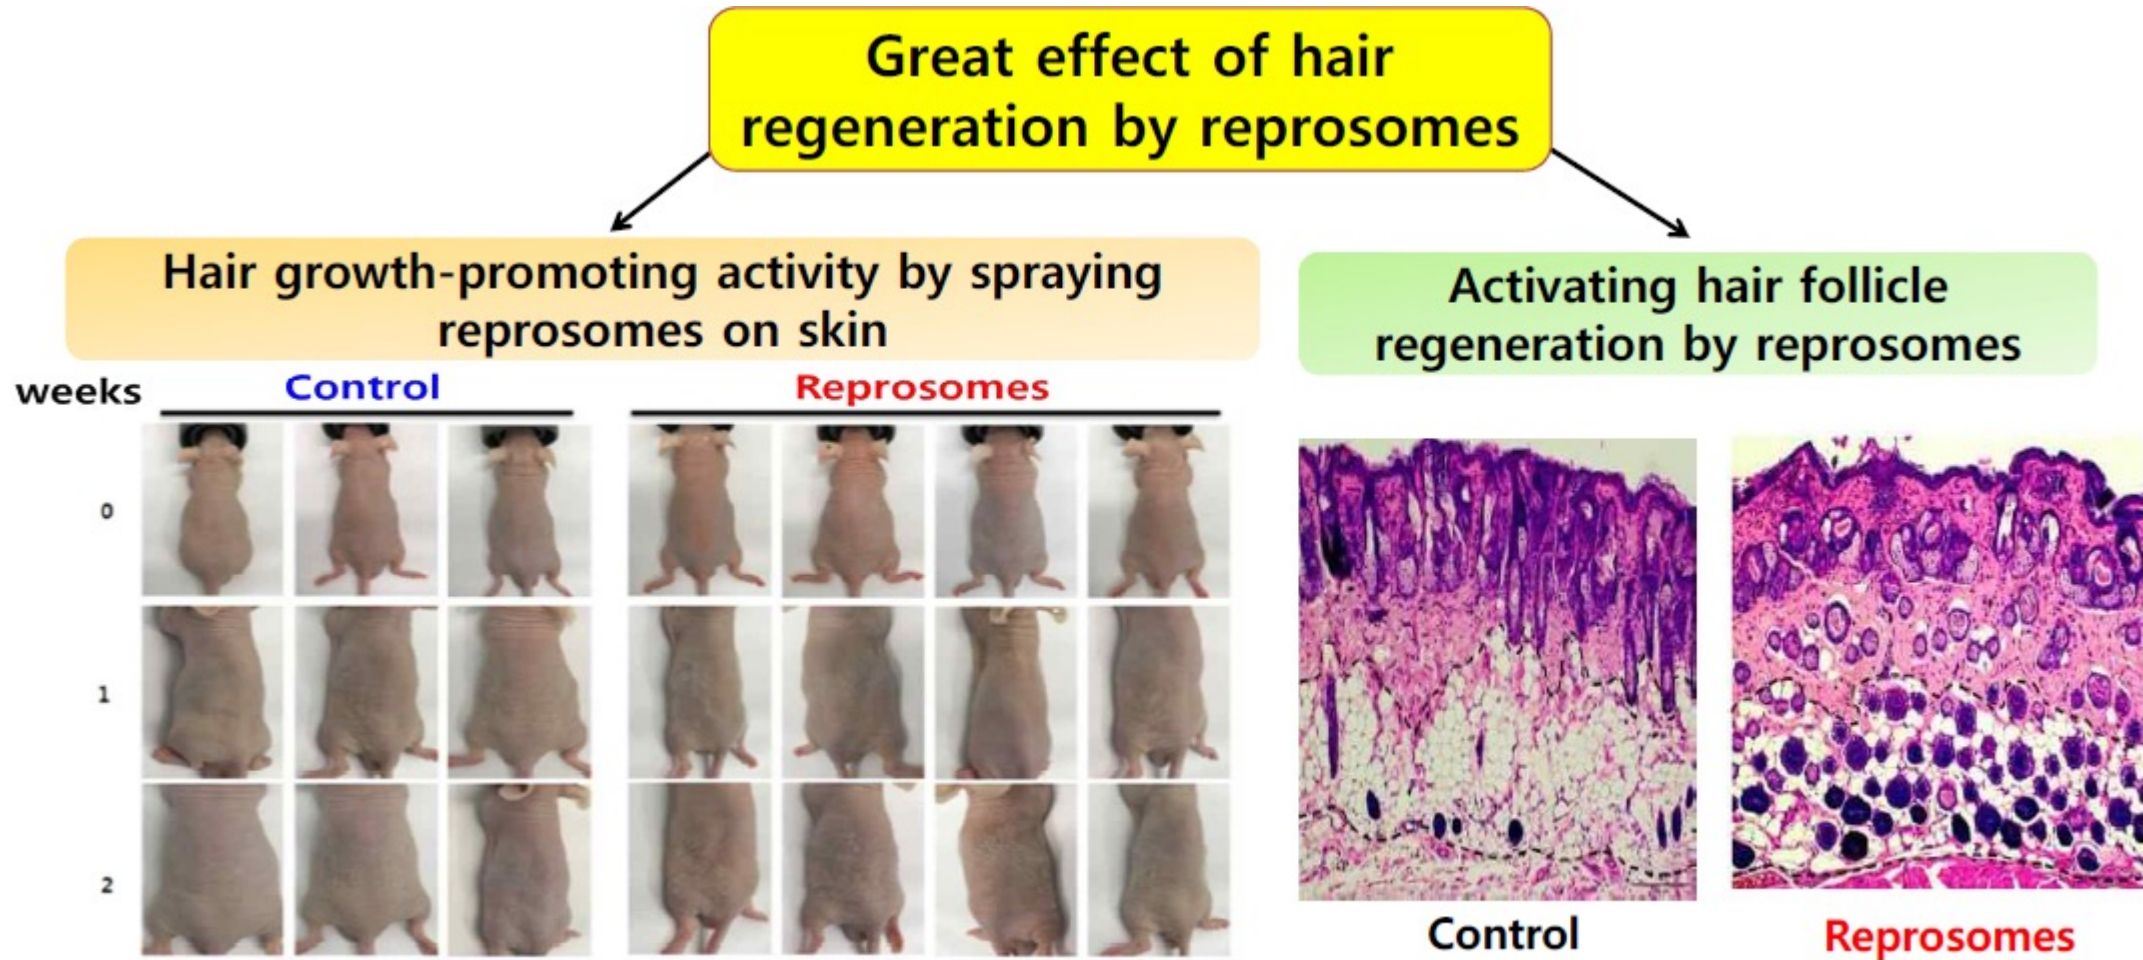 Great effect of hair
regeneration by reprosomes
Hair growth-promoting activity by spraying
reprosomes on skin
Activating hair follicle
regeneration by reprosomes
weeks
Control
Reprosomes
0
1
2
Control
Reprosomes